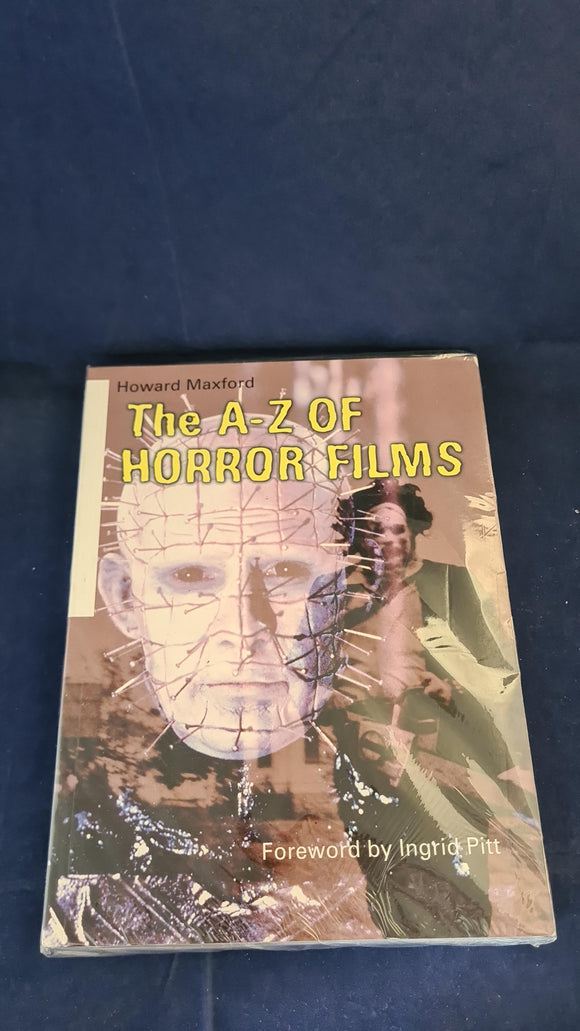 Howard Maxford
The A-Z OF
HORROR FILMS
Foreword by Ingrid Pitt